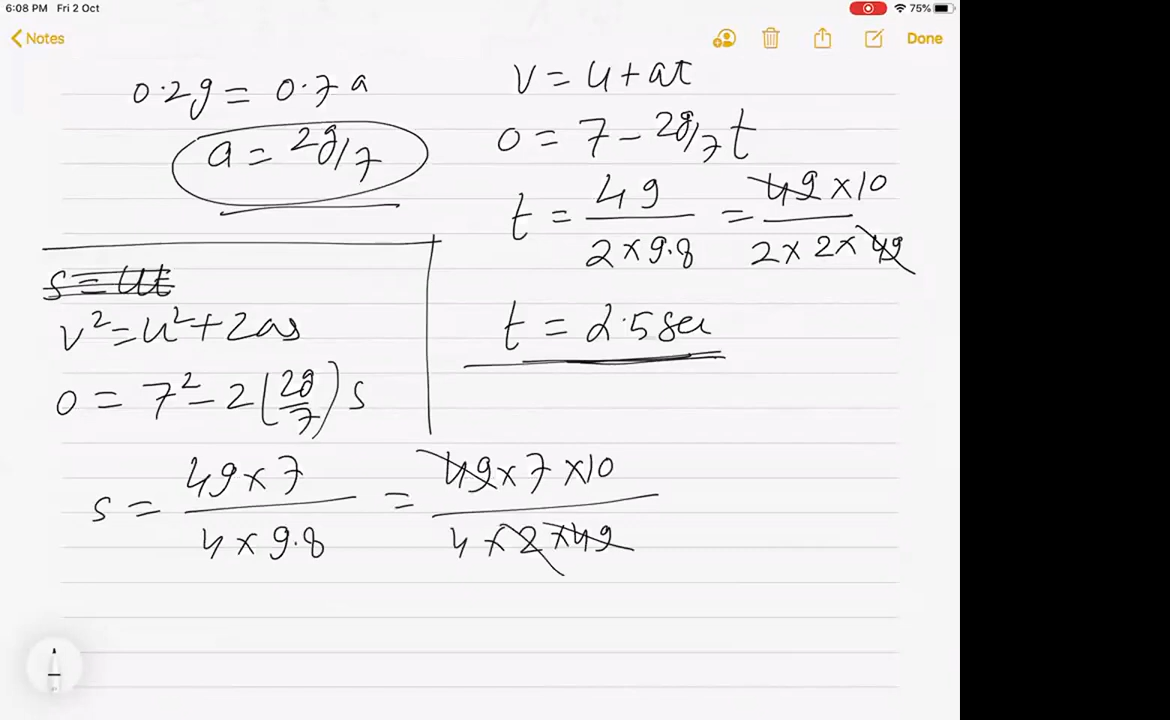 6:08 PM Fri 2 Oct
75%
Notes
Done
0.2g = 0.7a
a = 2g/7
v = u + at
0 = 7 - 2g/7 t
t = 49 / 2 × 9.8 = 49 × 10 / 2 × 2 × 49
t = 2.5 sec
s = ut
v² = u² + 2as
0 = 7² - 2 (2g/7) s
s = 49 × 7 / 4 × 9.8 = 49 × 7 × 10 / 4 × 2 × 49